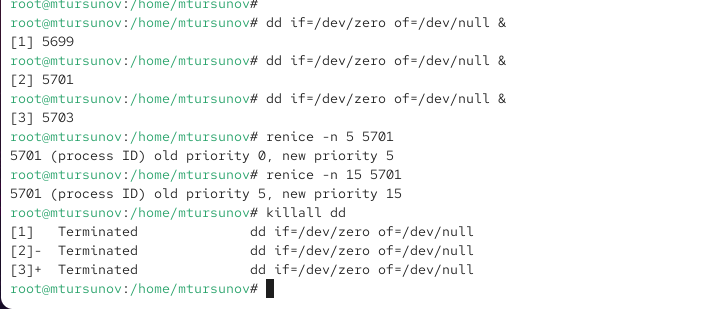 root@mtursunov:/home/mtursunov#
root@mtursunov:/home/mtursunov# dd if=/dev/zero of=/dev/null &
[1] 5699
root@mtursunov:/home/mtursunov# dd if=/dev/zero of=/dev/null &
[2] 5701
root@mtursunov:/home/mtursunov# dd if=/dev/zero of=/dev/null &
[3] 5703
root@mtursunov:/home/mtursunov# renice -n 5 5701
5701 (process ID) old priority 0, new priority 5
root@mtursunov:/home/mtursunov# renice -n 15 5701
5701 (process ID) old priority 5, new priority 15
root@mtursunov:/home/mtursunov# killall dd
[1]   Terminated              dd if=/dev/zero of=/dev/null
[2]-  Terminated              dd if=/dev/zero of=/dev/null
[3]+  Terminated              dd if=/dev/zero of=/dev/null
root@mtursunov:/home/mtursunov#